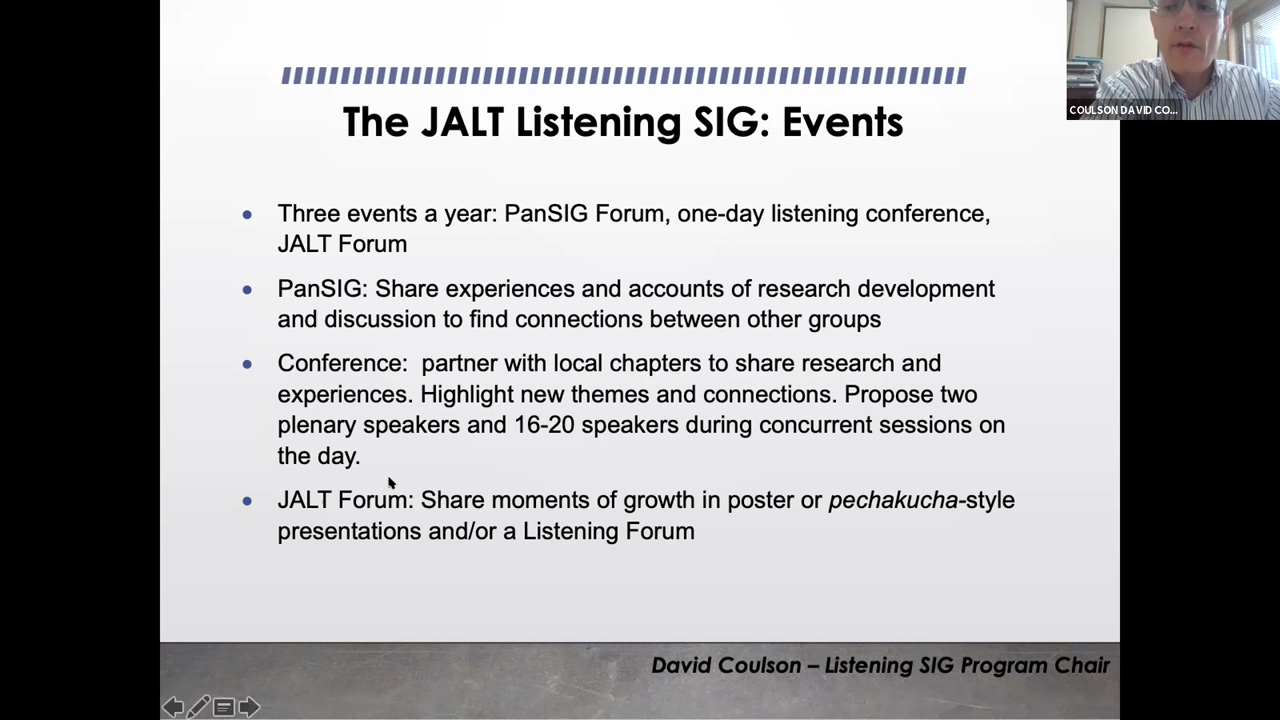 COULSON DAVID CO...
The JALT Listening SIG: Events
• Three events a year: PanSIG Forum, one-day listening conference,
JALT Forum
• PanSIG: Share experiences and accounts of research development
and discussion to find connections between other groups
• Conference:  partner with local chapters to share research and
experiences. Highlight new themes and connections. Propose two
plenary speakers and 16-20 speakers during concurrent sessions on
the day.
• JALT Forum: Share moments of growth in poster or pechakucha-style
presentations and/or a Listening Forum
David Coulson – Listening SIG Program Chair